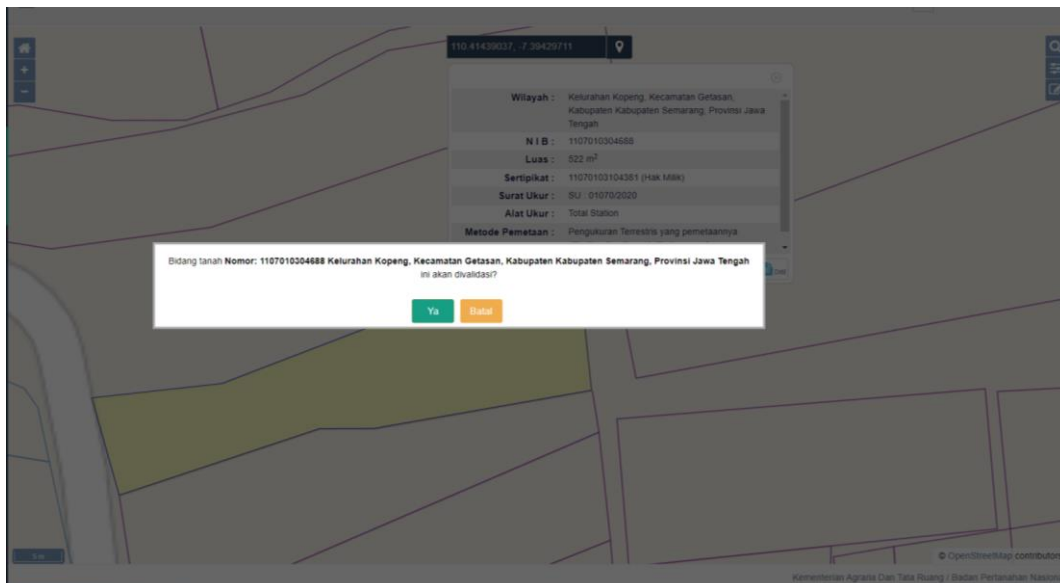 110.41439037, -7.39429711
Wilayah : Kelurahan Kopeng, Kecamatan Getasan,
Kabupaten Kabupaten Semarang, Provinsi Jawa
Tengah
N I B : 1107010304688
Luas : 522 m²
Sertipikat : 11070103104381 (Hak Milik)
Surat Ukur : SU : 01070/2020
Alat Ukur : Total Station
Metode Pemetaan : Pengukuran Terrestris yang pemetaannya
Bidang tanah Nomor: 1107010304688 Kelurahan Kopeng, Kecamatan Getasan, Kabupaten Kabupaten Semarang, Provinsi Jawa Tengah
ini akan divalidasi?
Ya Batal
5 m
© OpenStreetMap contributors
Kementerian Agraria Dan Tata Ruang / Badan Pertanahan Nasional